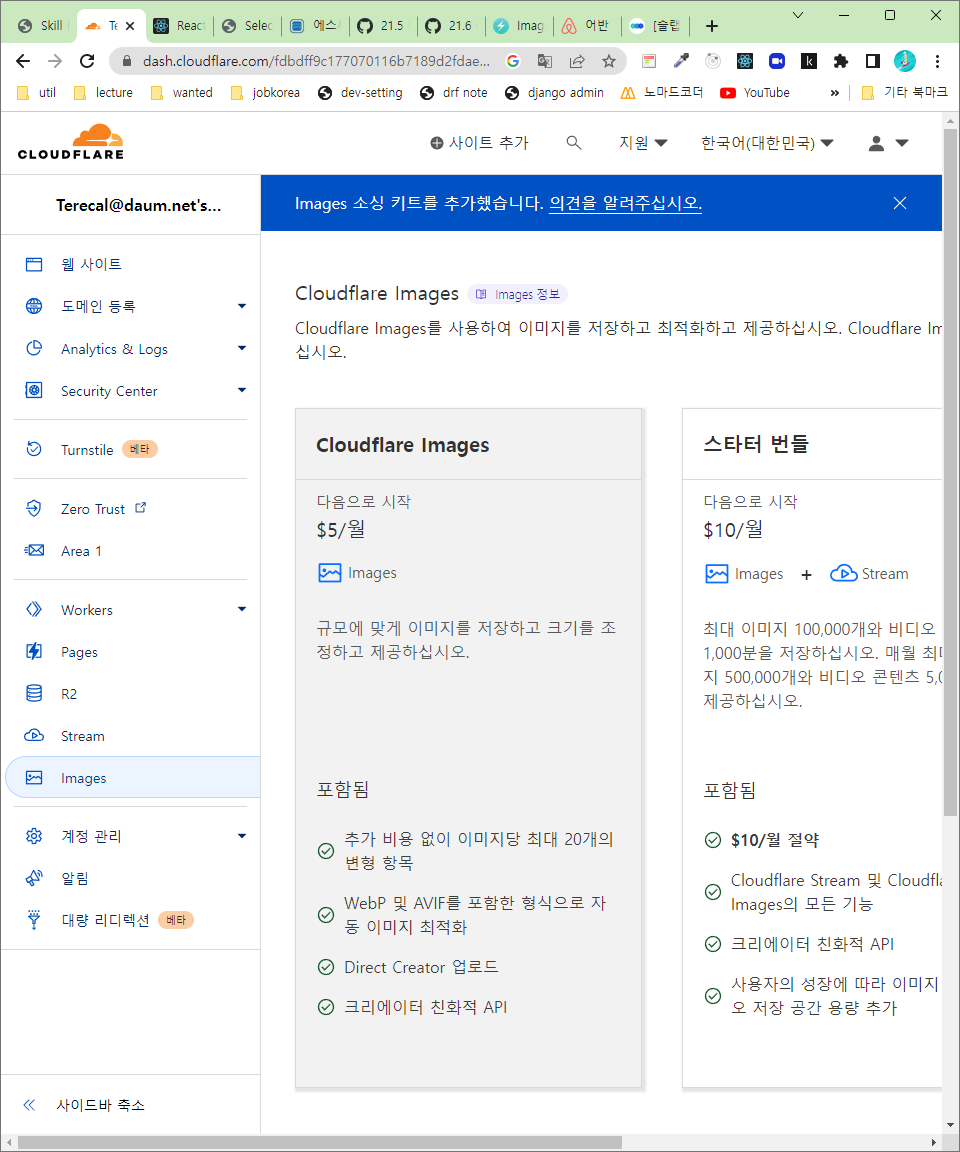 Skill
Te
React
Selec
에스
21.5
21.6
Imag
어반
[슬랩
dash.cloudflare.com/fdbdff9c177070116b7189d2fdae...
util
lecture
wanted
jobkorea
dev-setting
drf note
django admin
노마드코더
YouTube
»
기타 북마크
CLOUDFLARE
사이트 추가
지원
한국어(대한민국)
Terecal@daum.net's...
Images 소싱 키트를 추가했습니다. 의견을 알려주십시오.
웹 사이트
도메인 등록
Analytics & Logs
Security Center
Turnstile 베타
Zero Trust
Area 1
Workers
Pages
R2
Stream
Images
계정 관리
알림
대량 리디렉션 베타
사이드바 축소
Cloudflare Images
Images 정보
Cloudflare Images를 사용하여 이미지를 저장하고 최적화하고 제공하십시오. Cloudflare Im
십시오.
Cloudflare Images
다음으로 시작
$5/월
Images
규모에 맞게 이미지를 저장하고 크기를 조
정하고 제공하십시오.
포함됨
추가 비용 없이 이미지당 최대 20개의
변형 항목
WebP 및 AVIF를 포함한 형식으로 자
동 이미지 최적화
Direct Creator 업로드
크리에이터 친화적 API
스타터 번들
다음으로 시작
$10/월
Images + Stream
최대 이미지 100,000개와 비디오
1,000분을 저장하십시오. 매월 최대
지 500,000개와 비디오 콘텐츠 5,0
제공하십시오.
포함됨
$10/월 절약
Cloudflare Stream 및 Cloudfla
Images의 모든 기능
크리에이터 친화적 API
사용자의 성장에 따라 이미지
오 저장 공간 용량 추가